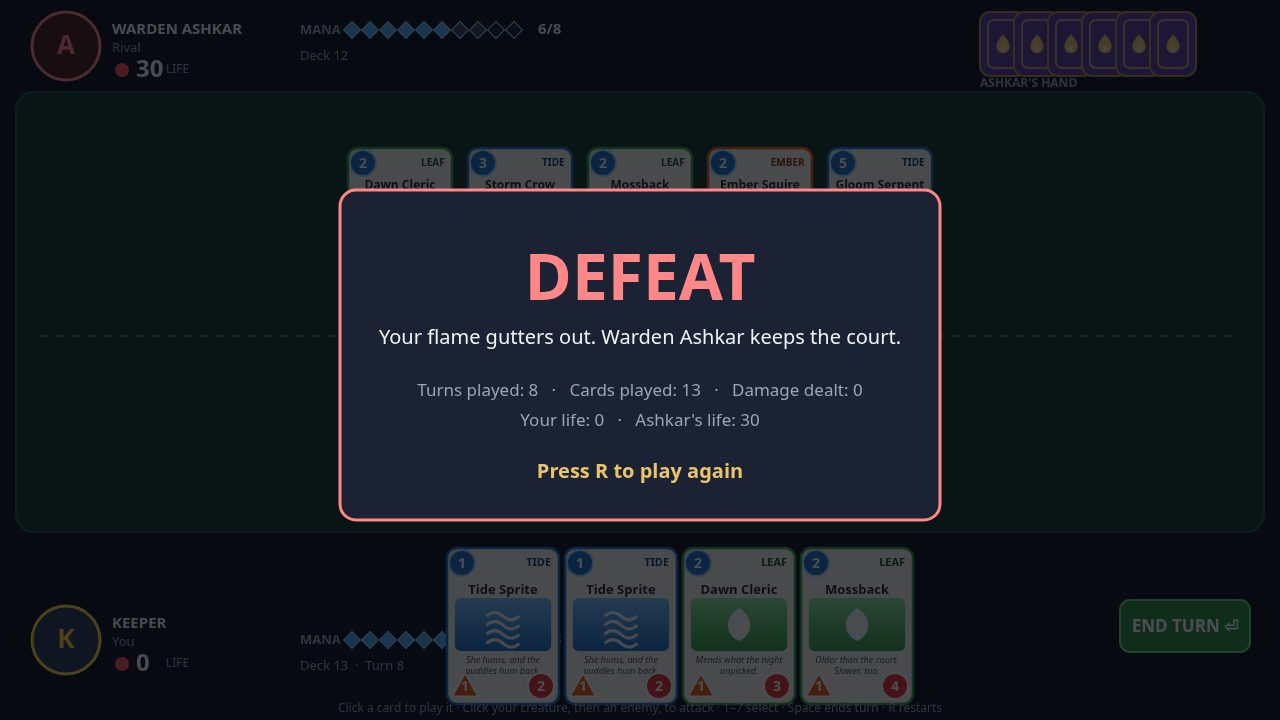 A
WARDEN ASHKAR
Rival
30 LIFE
MANA 6/8
Deck 12
ASHKAR'S HAND
2 LEAF
Dawn Cleric
3 TIDE
Storm Crow
2 LEAF
Mossback
2 EMBER
Ember Squire
5 TIDE
Gloom Serpent
DEFEAT
Your flame gutters out. Warden Ashkar keeps the court.
Turns played: 8 · Cards played: 13 · Damage dealt: 0
Your life: 0 · Ashkar's life: 30
Press R to play again
K
KEEPER
You
0 LIFE
MANA
Deck 13 · Turn 8
1 TIDE
Tide Sprite
She hums, and the
puddles hum back
1 2
1 TIDE
Tide Sprite
She hums, and the
puddles hum back
1 2
2 LEAF
Dawn Cleric
Mends what the night
unpicked.
1 3
2 LEAF
Mossback
Older than the court.
Slower, too.
1 4
END TURN ⏎
Click a card to play it · Click your creature, then an enemy, to attack · 1–7 select · Space ends turn · R restarts